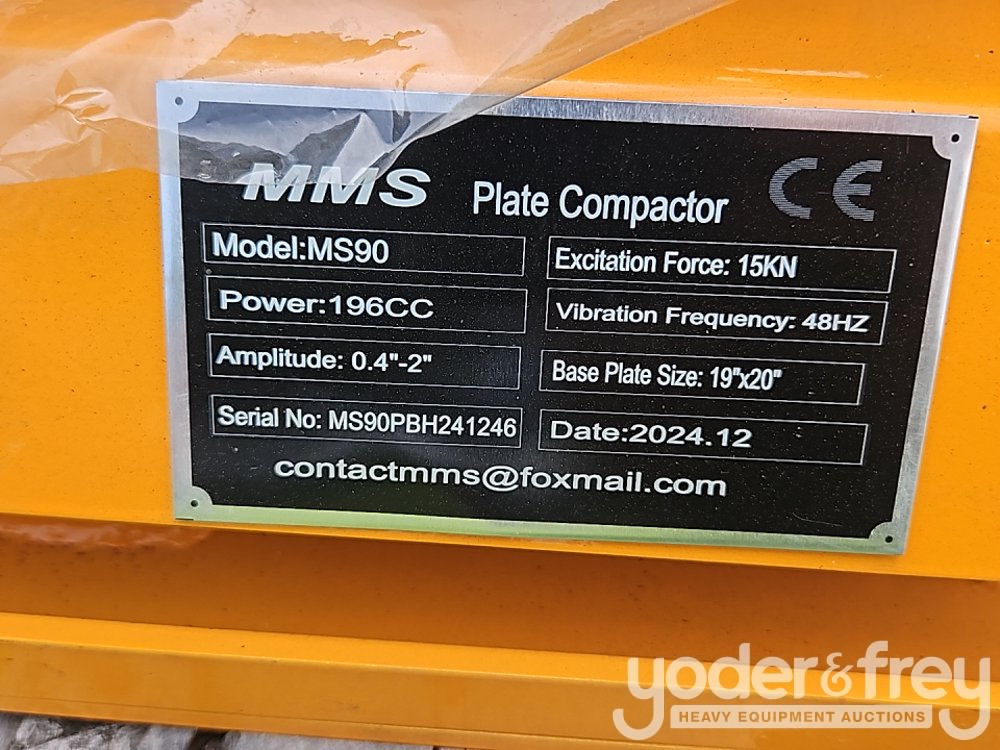 MMS Plate Compactor CE
Model:MS90
Excitation Force: 15KN
Power:196CC
Vibration Frequency: 48HZ
Amplitude: 0.4"-2"
Base Plate Size: 19"x20"
Serial No: MS90PBH241246
Date:2024.12
contactmms@foxmail.com
yoder&frey
HEAVY EQUIPMENT AUCTIONS